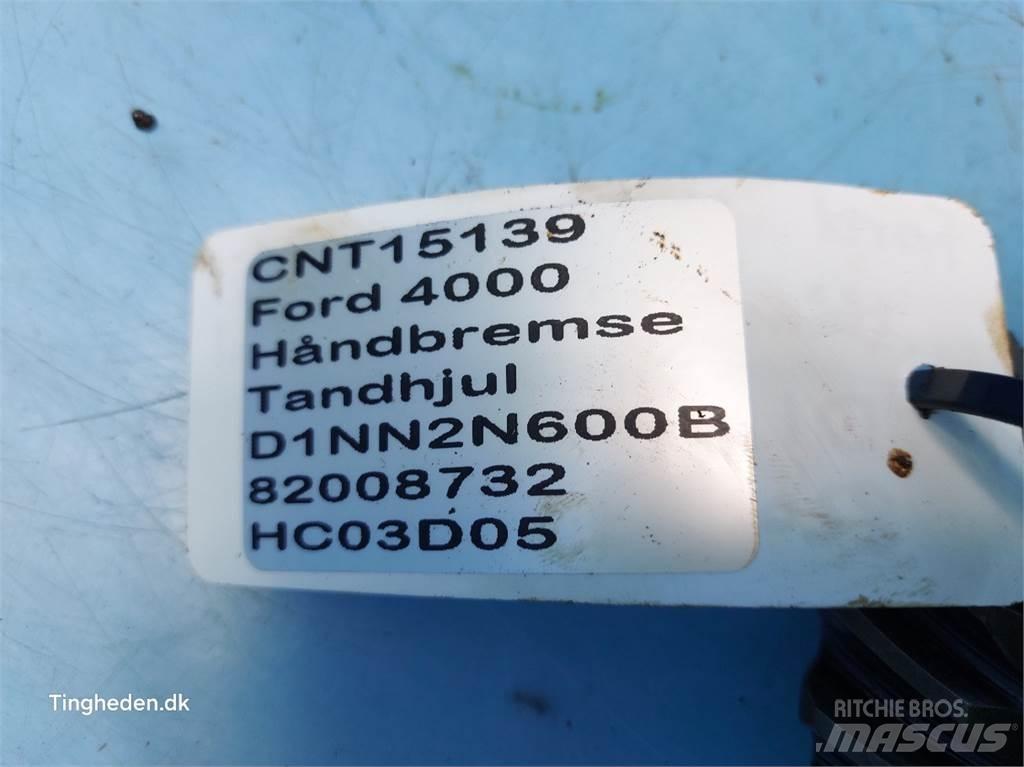 CNT15139
Ford 4000
Håndbremse
Tandhjul
D1NN2N600B
82008732
HC03D05
Tingheden.dk
RITCHIE BROS.
MASCUS